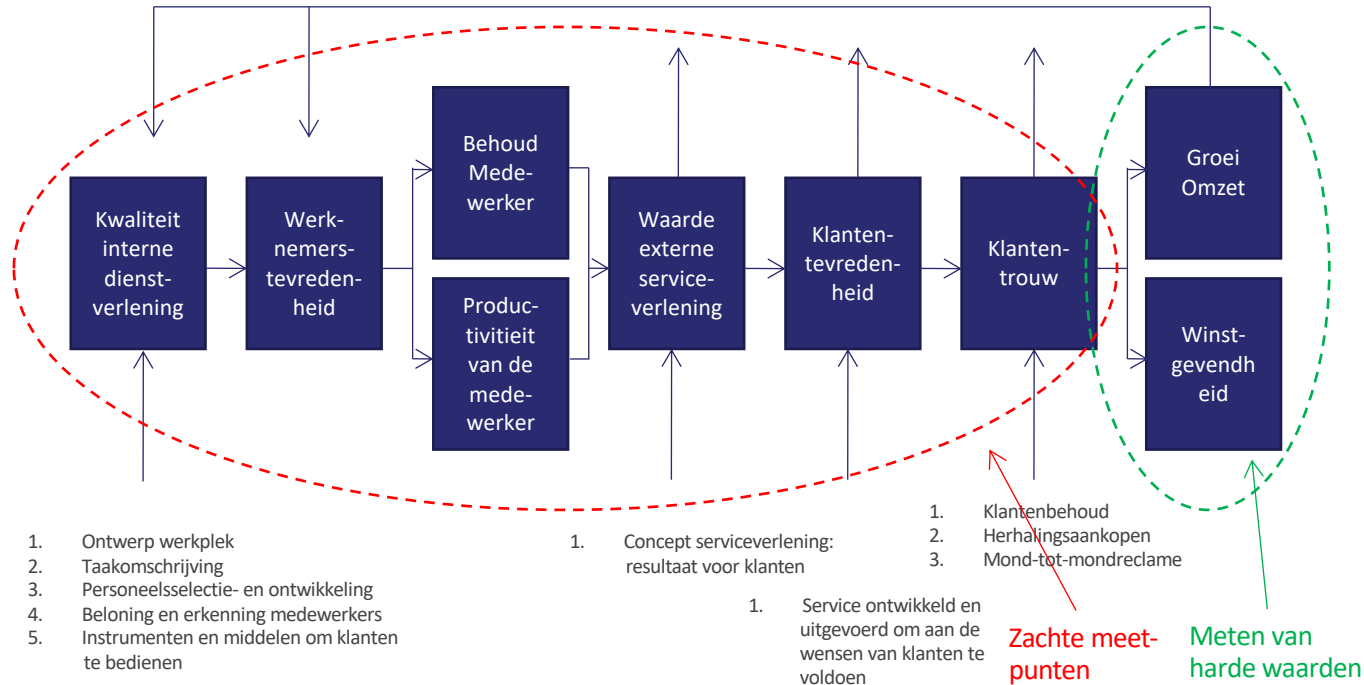 Kwaliteit
interne
dienst-
verlening
Werk-
nemers-
tevreden-
heid
Behoud
Mede-
werker
Produc-
tivitieit
van de
mede-
werker
Waarde
externe
service-
verlening
Klanten-
tevreden-
heid
Klanten-
trouw
Groei
Omzet
Winst-
gevendh
eid
1. Ontwerp werkplek
2. Taakomschrijving
3. Personeelsselectie- en ontwikkeling
4. Beloning en erkenning medewerkers
5. Instrumenten en middelen om klanten
te bedienen
1. Concept serviceverlening:
resultaat voor klanten
1. Service ontwikkeld en
uitgevoerd om aan de
wensen van klanten te
voldoen
1. Klantenbehoud
2. Herhalingsaankopen
3. Mond-tot-mondreclame
Zachte meet-
punten
Meten van
harde waarden